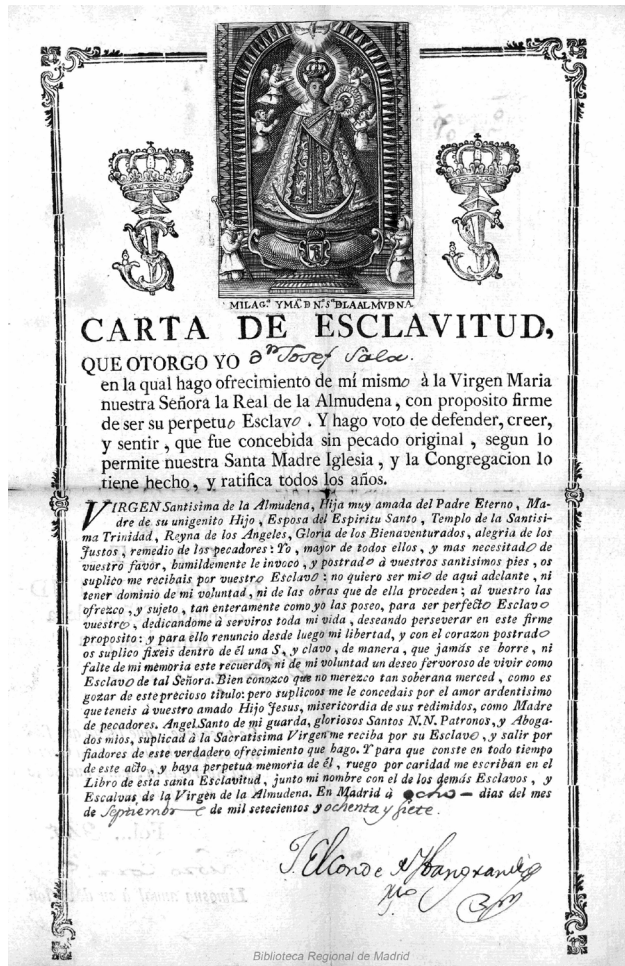 MILAG.ᵃ YMA.ᴺ D Nᴬ. Sᴿᴬ DLAALMVDNA
CARTA DE ESCLAVITUD,
QUE OTORGO YO Dⁿ Josef Sala.
en la qual hago ofrecimiento de mí mismo à la Virgen Maria
nuestra Señora la Real de la Almudena, con proposito firme
de ser su perpetuo Esclavo. Y hago voto de defender, creer,
y sentir, que fue concebida sin pecado original, segun lo
permite nuestra Santa Madre Iglesia, y la Congregacion lo
tiene hecho, y ratifica todos los años.
VIRGEN Santisima de la Almudena, Hija muy amada del Padre Eterno, Ma-
dre de su unigenito Hijo, Esposa del Espiritu Santo, Templo de la Santisi-
ma Trinidad, Reyna de los Angeles, Gloria de los Bienaventurados, alegria de los
Justos, remedio de los pecadores: Yo, mayor de todos ellos, y mas necesitado de
vuestro favor, humildemente le invoco, y postrado à vuestros santisimos pies, os
suplico me recibais por vuestro Esclavo: no quiero ser mio de aqui adelante, ni
tener dominio de mi voluntad, ni de las obras que de ella proceden; al vuestro las
ofrezco, y sujeto, tan enteramente como yo las poseo, para ser perfecto Esclavo
vuestro, dedicandome à serviros toda mi vida, deseando perseverar en este firme
proposito: y para ello renuncio desde luego mi libertad, y con el corazon postrado
os suplico fixeis dentro de él una S, y clavo, de manera, que jamás se borre, ni
falte de mi memoria este recuerdo, ni de mi voluntad un deseo fervoroso de vivir como
Esclavo de tal Señora. Bien conozco que no merezco tan soberana merced, como es
gozar de este precioso titulo: pero suplicoos me le concedais por el amor ardentisimo
que teneis à vuestro amado Hijo Jesus, misericordia de sus redimidos, como Madre
de pecadores. Angel Santo de mi guarda, gloriosos Santos N.N. Patronos, y Aboga-
dos mios, suplicad à la Sacratisima Virgen me reciba por su Esclavo, y salir por
fiadores de este verdadero ofrecimiento que hago. Y para que conste en todo tiempo
de este acto, y haya perpetua memoria de él, ruego por caridad me escriban en el
Libro de esta santa Esclavitud, junto mi nombre con el de los demás Esclavos, y
Escalvas de la Virgen de la Almudena. En Madrid à ocho dias del mes
de Septiembre de mil setecientos y ochenta y siete.
El Conde
Biblioteca Regional de Madrid